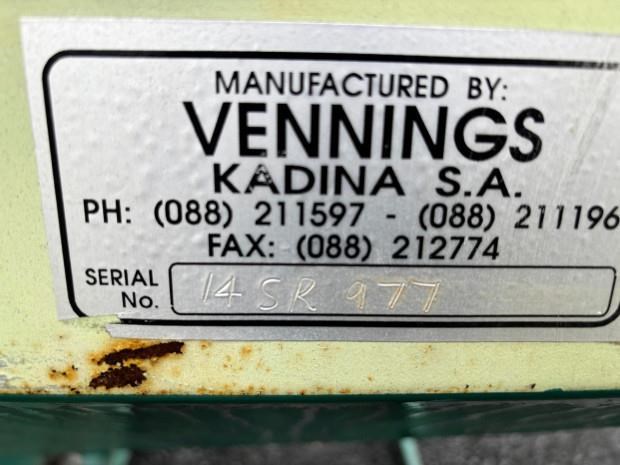 MANUFACTURED BY:
VENNINGS
KADINA S.A.
PH: (088) 211597 - (088) 211196
FAX: (088) 212774
SERIAL No. 14 SR 977